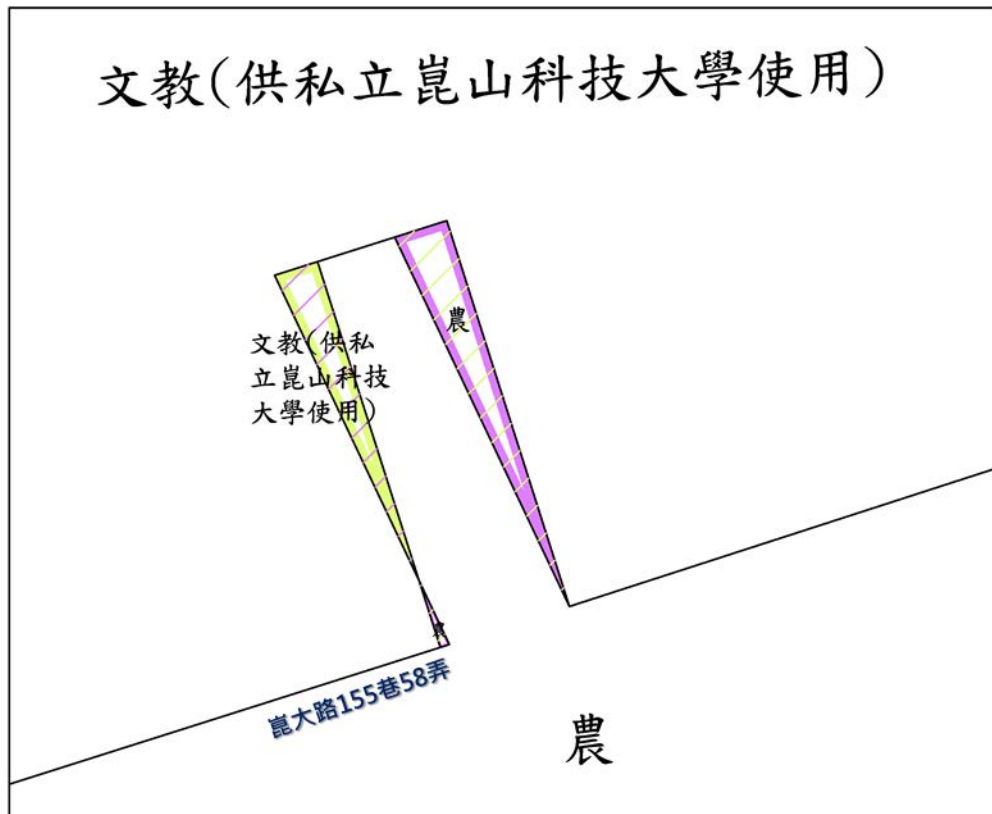 文教(供私立崑山科技大學使用)
農
文教(供私
立崑山科技
大學使用)
農
崑大路155巷58弄
農